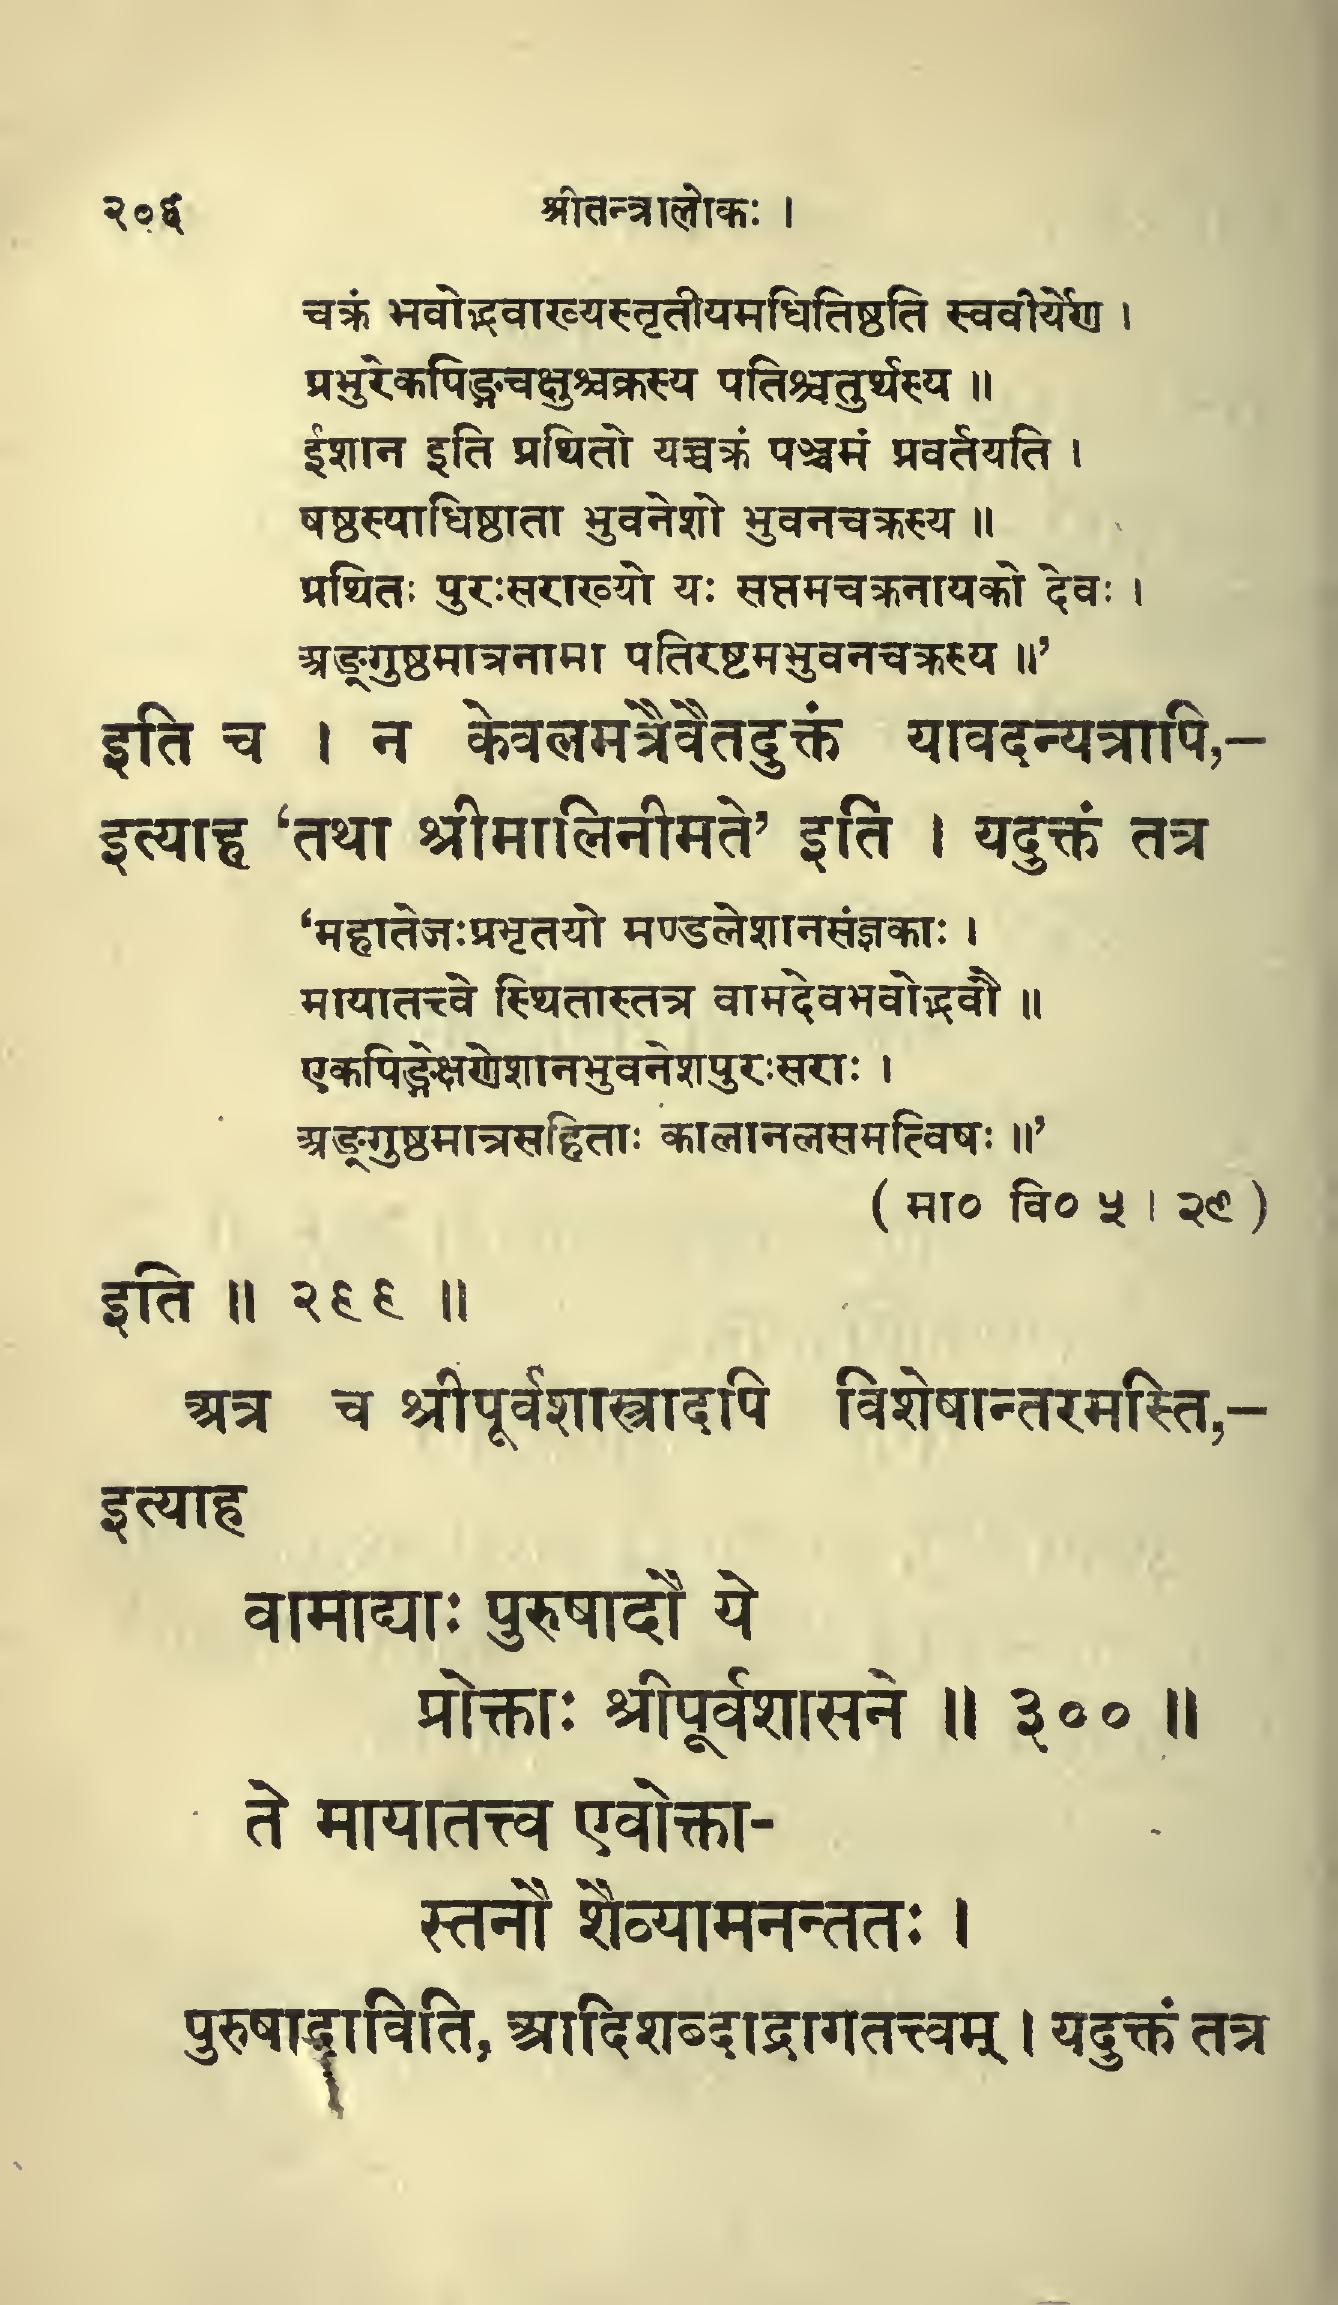 २०६ श्रीतन्त्रालोकः ।
चक्रं भवोद्भवाख्यस्तृतीयमधितिष्ठति स्ववीर्येण ।
प्रभुरेकपिङ्गचक्षुश्चक्रस्य पतिश्चतुर्थस्य ॥
ईशान इति प्रथितो यच्चक्रं पञ्चमं प्रवर्तयति ।
षष्ठस्याधिष्ठाता भुवनेशो भुवनचक्रस्य ॥
प्रथितः पुरःसराख्यो यः सप्तमचक्रनायको देवः ।
अङ्गुष्ठमात्रनामा पतिरष्टमभुवनचक्रस्य ॥’
इति च । न केवलमत्रैवैतदुक्तं यावदन्यत्रापि,—
इत्याह ‘तथा श्रीमालिनीमते’ इति । यदुक्तं तत्र
‘महातेजःप्रभृतयो मण्डलेशानसंज्ञकाः ।
मायातत्त्वे स्थितास्तत्र वामदेवभवोद्भवौ ॥
एकपिङ्गेक्षणेशानभुवनेशपुरःसराः ।
अङ्गुष्ठमात्रसहिताः कालानलसमत्विषः ॥’
( मा० वि० ५ । २९ )
इति ॥ २९९ ॥
अत्र च श्रीपूर्वशास्त्रादपि विशेषान्तरमस्ति,—
इत्याह
वामाद्याः पुरुषादौ ये
प्रोक्ताः श्रीपूर्वशासने ॥ ३०० ॥
ते मायातत्त्व एवोक्ता-
स्तनौ शैव्यामनन्ततः ।
पुरुषादाविति, आदिशब्दाद्रागतत्त्वम् । यदुक्तं तत्र